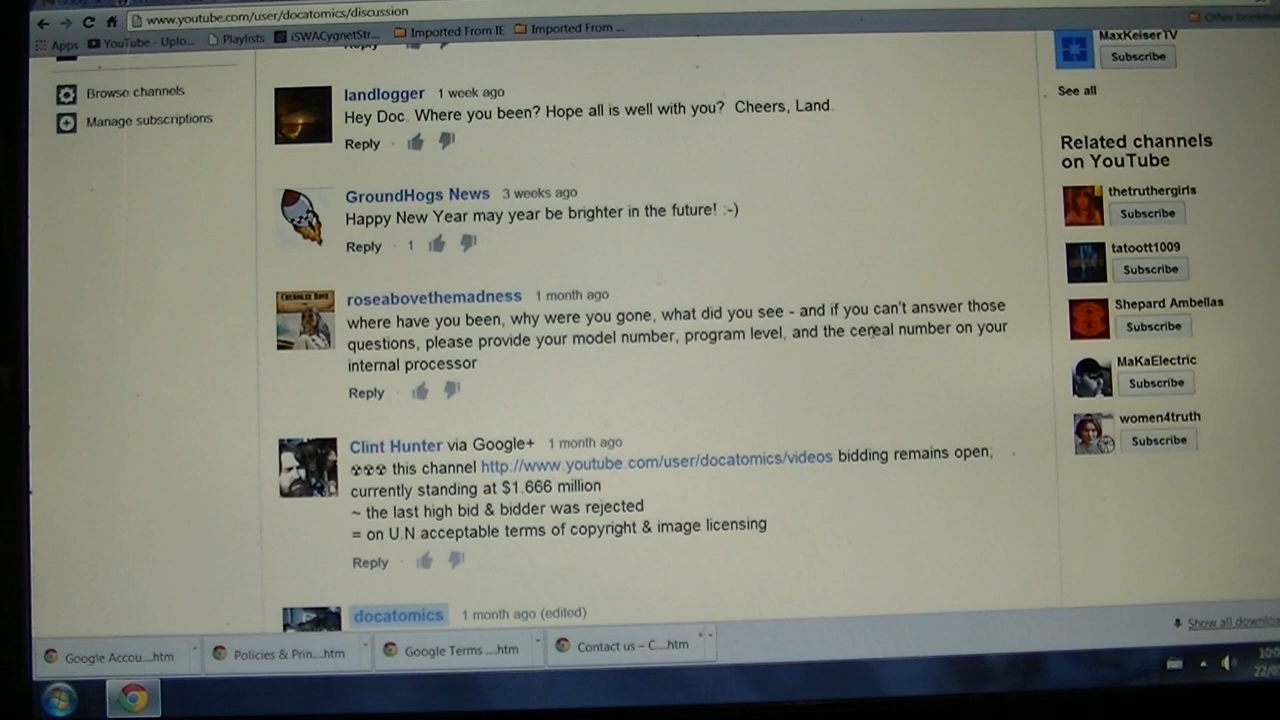 www.youtube.com/user/docatomics/discussion
Apps YouTube - Uplo... Playlists iSWACygnetStr... Imported From IE Imported From ...
Reply
Browse channels
Manage subscriptions
landlogger 1 week ago
Hey Doc. Where you been? Hope all is well with you? Cheers, Land.
Reply
GroundHogs News 3 weeks ago
Happy New Year may year be brighter in the future! :-)
Reply · 1
roseabovethemadness 1 month ago
where have you been, why were you gone, what did you see - and if you can't answer those
questions, please provide your model number, program level, and the cereal number on your
internal processor
Reply
Clint Hunter via Google+ 1 month ago
☢☢☢ this channel http://www.youtube.com/user/docatomics/videos bidding remains open;
currently standing at $1.666 million
~ the last high bid & bidder was rejected
= on U.N.acceptable terms of copyright & image licensing
Reply
docatomics 1 month ago (edited)
MaxKeiserTV
Subscribe
See all
Related channels
on YouTube
thetruthergirls
Subscribe
tatoott1009
Subscribe
Shepard Ambellas
Subscribe
MaKaElectric
Subscribe
women4truth
Subscribe
Google Accou....htm Policies & Prin....htm Google Terms ....htm Contact us – C....htm
Show all